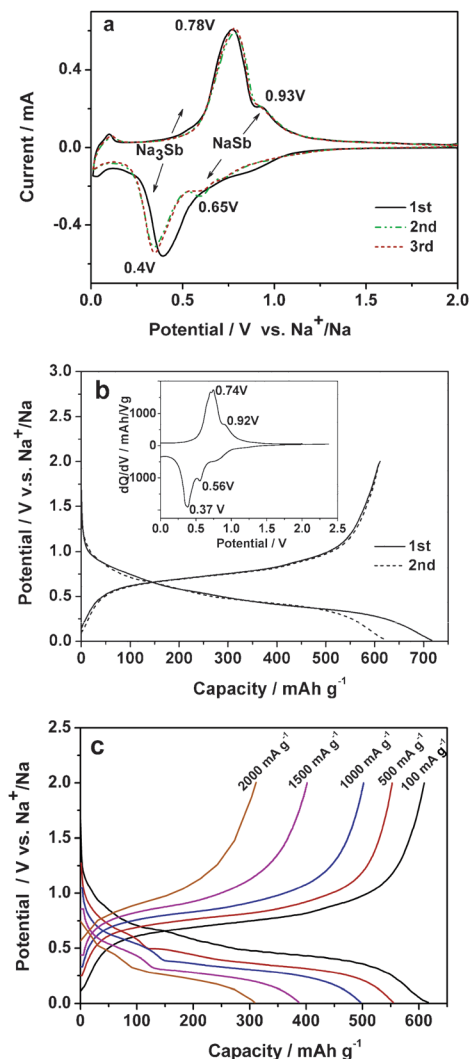 a
0.78V
0.6
Current / mA
0.93V
Na3Sb
NaSb
0.0
0.65V
-0.4
0.4V
1st
2nd
3rd
0.0 0.5 1.0 1.5 2.0
Potential / V vs. Na+/Na
b
3.0
2.5
2.0
1.5
1.0
0.5
0.0
Potential / V v.s. Na+/Na
dQ/dV / mAh/Vg
1000
0
1000
0.74V
0.92V
0.56V
0.37 V
0.0 0.5 1.0 1.5 2.0 2.5
Potential / V
1st
2nd
0 100 200 300 400 500 600 700
Capacity / mAh g-1
c
2.5
2.0
1.5
1.0
0.5
0.0
Potential / V vs. Na+/Na
2000 mA g-1
1500 mA g-1
1000 mA g-1
500 mA g-1
100 mA g-1
0 100 200 300 400 500 600
Capacity / mAh g-1